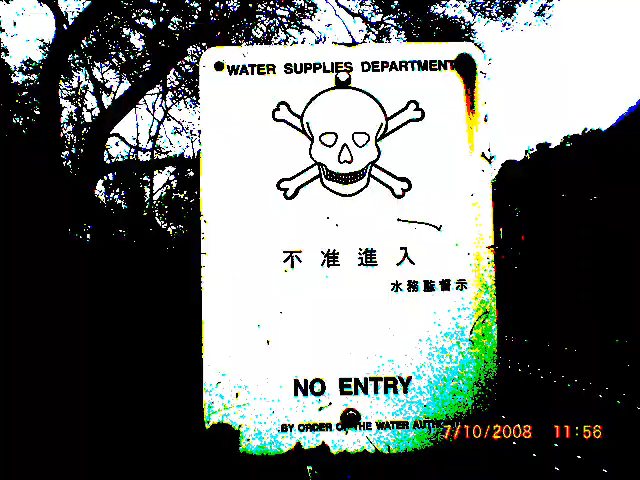 WATER SUPPLIES DEPARTMENT
不准進入
水務監督示
NO ENTRY
BY ORDER OF THE WATER
7/10/2008 11:56